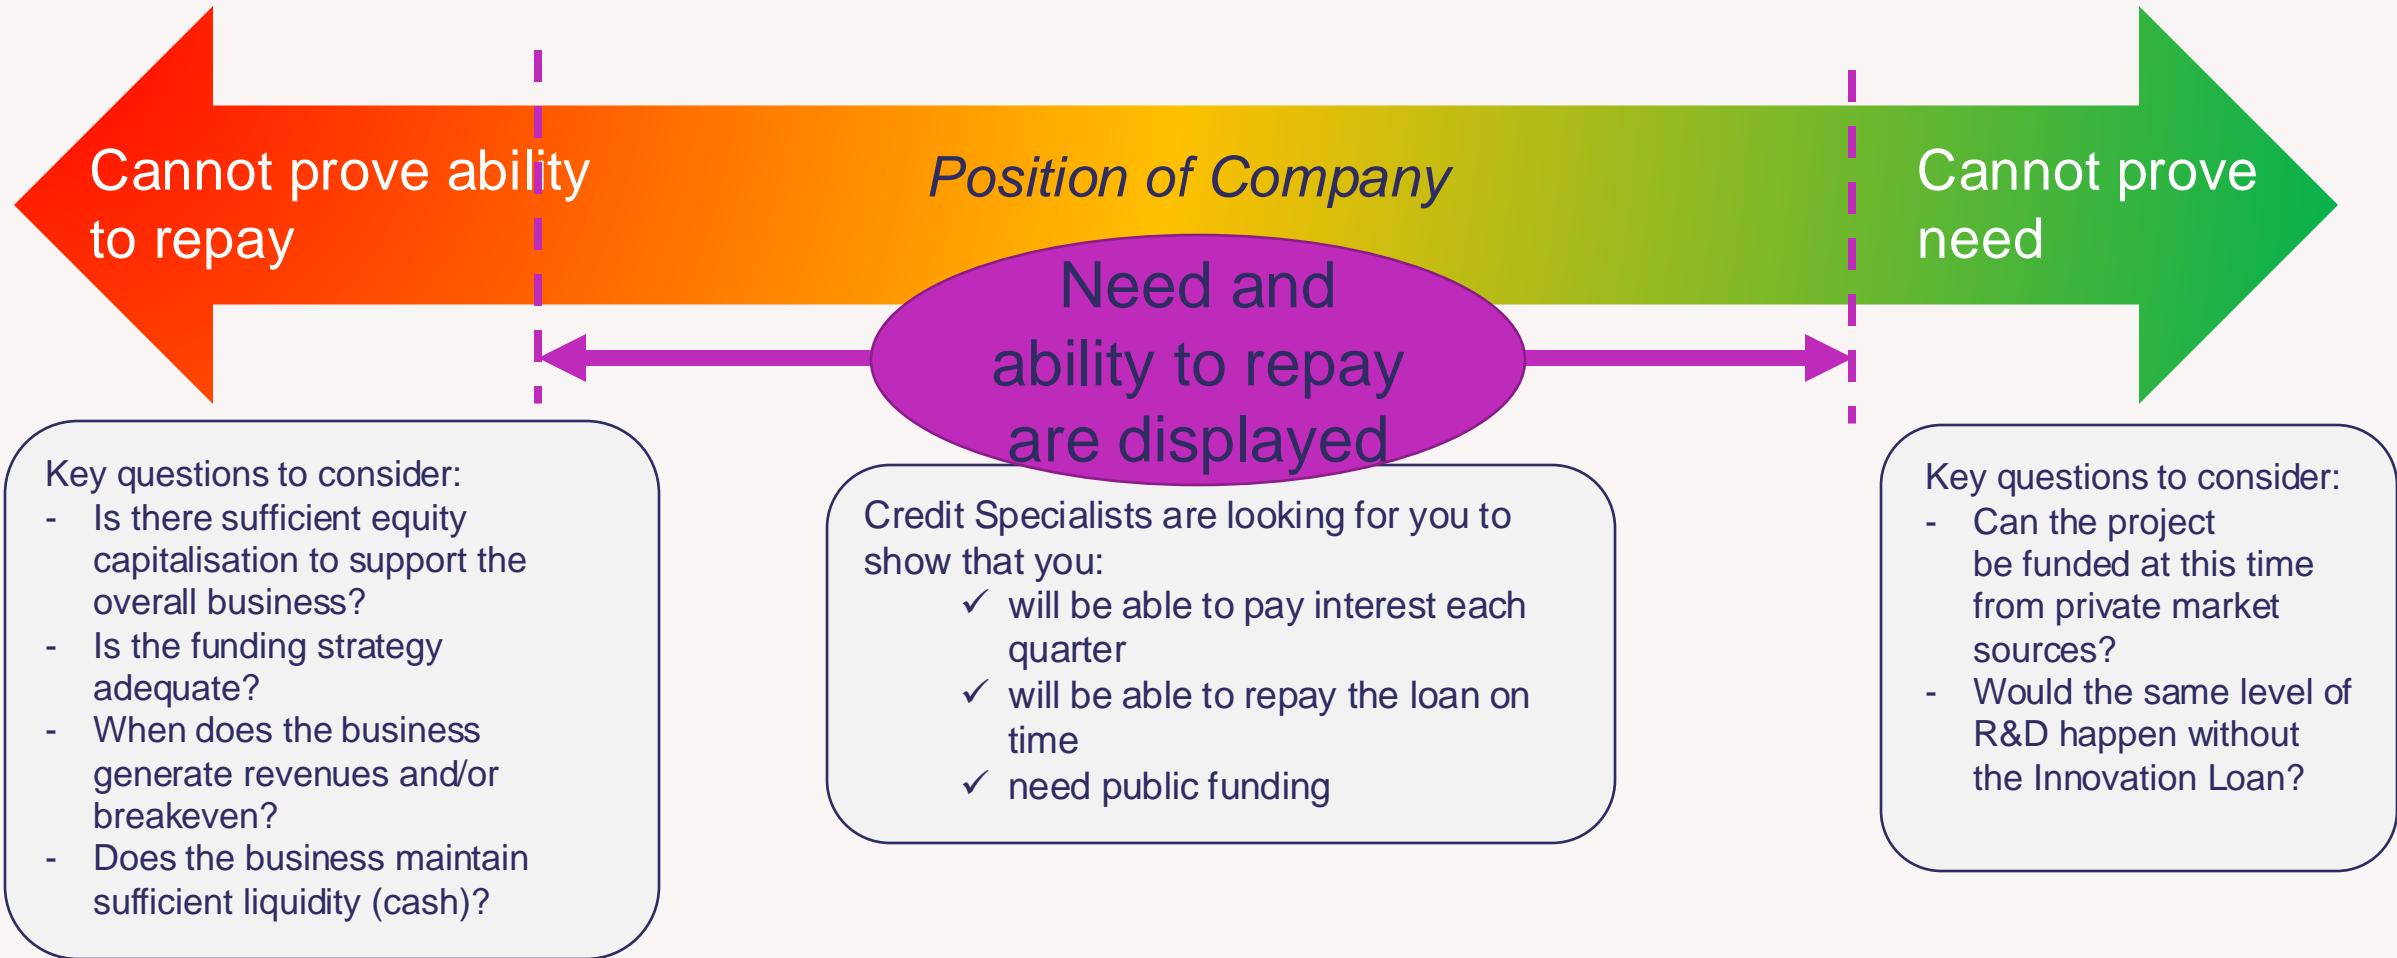 Cannot prove ability
to repay
Position of Company
Cannot prove
need
Need and
ability to repay
are displayed
Key questions to consider:
- Is there sufficient equity
capitalisation to support the
overall business?
- Is the funding strategy
adequate?
- When does the business
generate revenues and/or
breakeven?
- Does the business maintain
sufficient liquidity (cash)?
Credit Specialists are looking for you to
show that you:
✓ will be able to pay interest each
quarter
✓ will be able to repay the loan on
time
✓ need public funding
Key questions to consider:
- Can the project
be funded at this time
from private market
sources?
- Would the same level of
R&D happen without
the Innovation Loan?